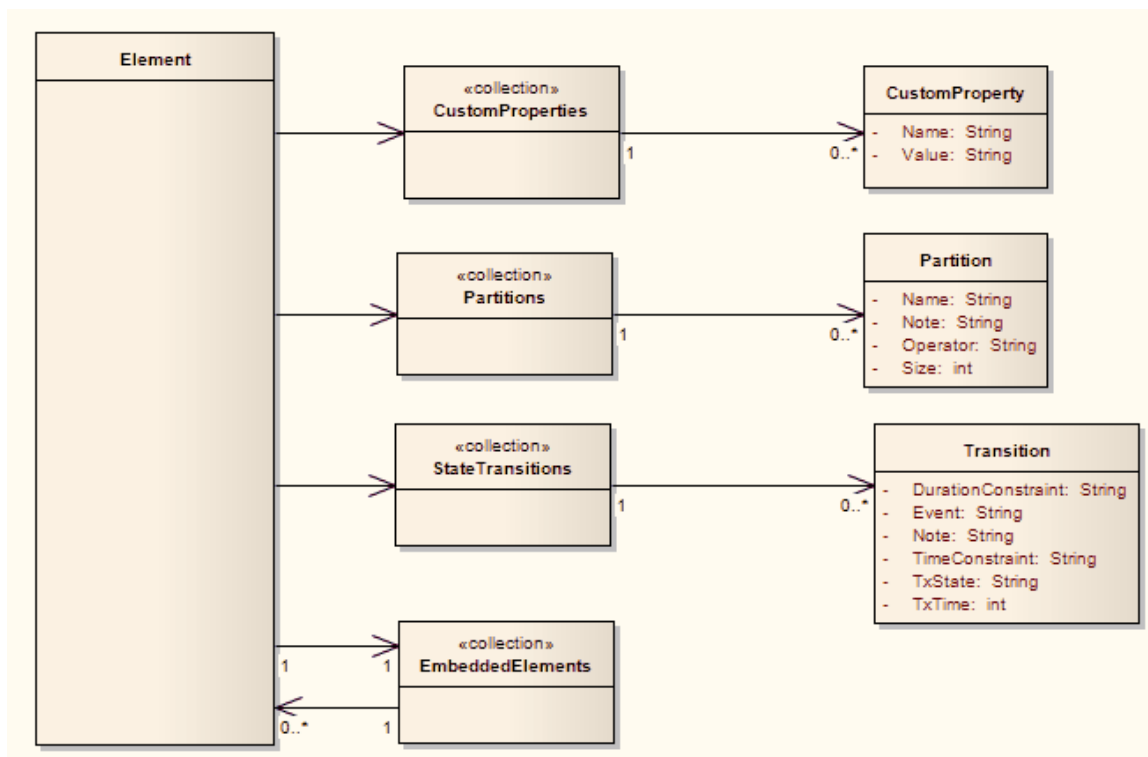 Element
«collection»
CustomProperties
1
0..*
CustomProperty
- Name: String
- Value: String
«collection»
Partitions
1
0..*
Partition
- Name: String
- Note: String
- Operator: String
- Size: int
«collection»
StateTransitions
1
0..*
Transition
- DurationConstraint: String
- Event: String
- Note: String
- TimeConstraint: String
- TxState: String
- TxTime: int
«collection»
EmbeddedElements
1
1
0..*
1